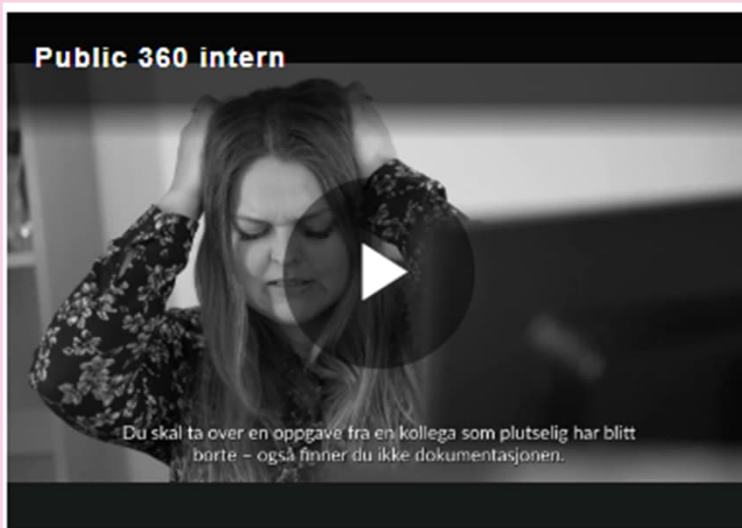 Public 360 intern
Du skal ta over en oppgave fra en kollega som plutselig har blitt
borte – også finner du ikke dokumentasjonen.